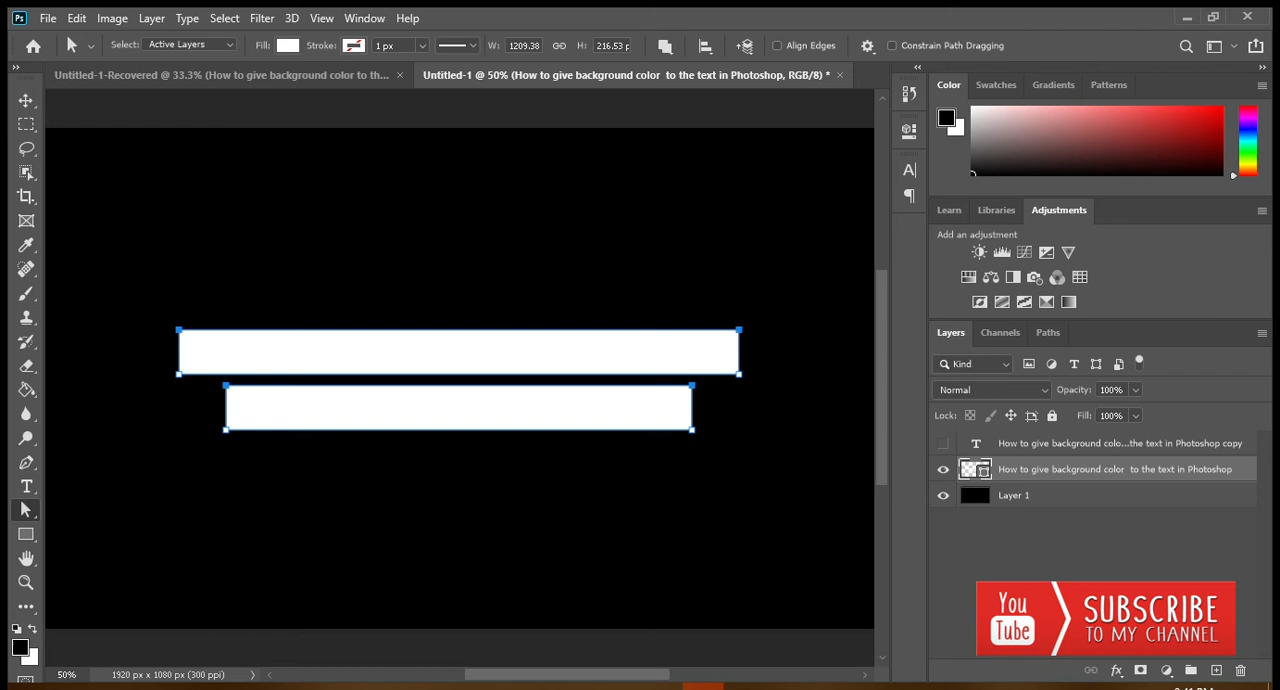 Ps File Edit Image Layer Type Select Filter 3D View Window Help
Select: Active Layers Fill: Stroke: 1 px W: 1209.38 H: 216.53 p Align Edges Constrain Path Dragging
Untitled-1-Recovered @ 33.3% (How to give background color to th... × Untitled-1 @ 50% (How to give background color to the text in Photoshop, RGB/8) * ×
Color Swatches Gradients Patterns
Learn Libraries Adjustments
Add an adjustment
Layers Channels Paths
Kind
Normal Opacity: 100%
Lock: Fill: 100%
How to give background colo...the text in Photoshop copy
How to give background color to the text in Photoshop
Layer 1
You Tube SUBSCRIBE
TO MY CHANNEL
50% 1920 px x 1080 px (300 ppi)